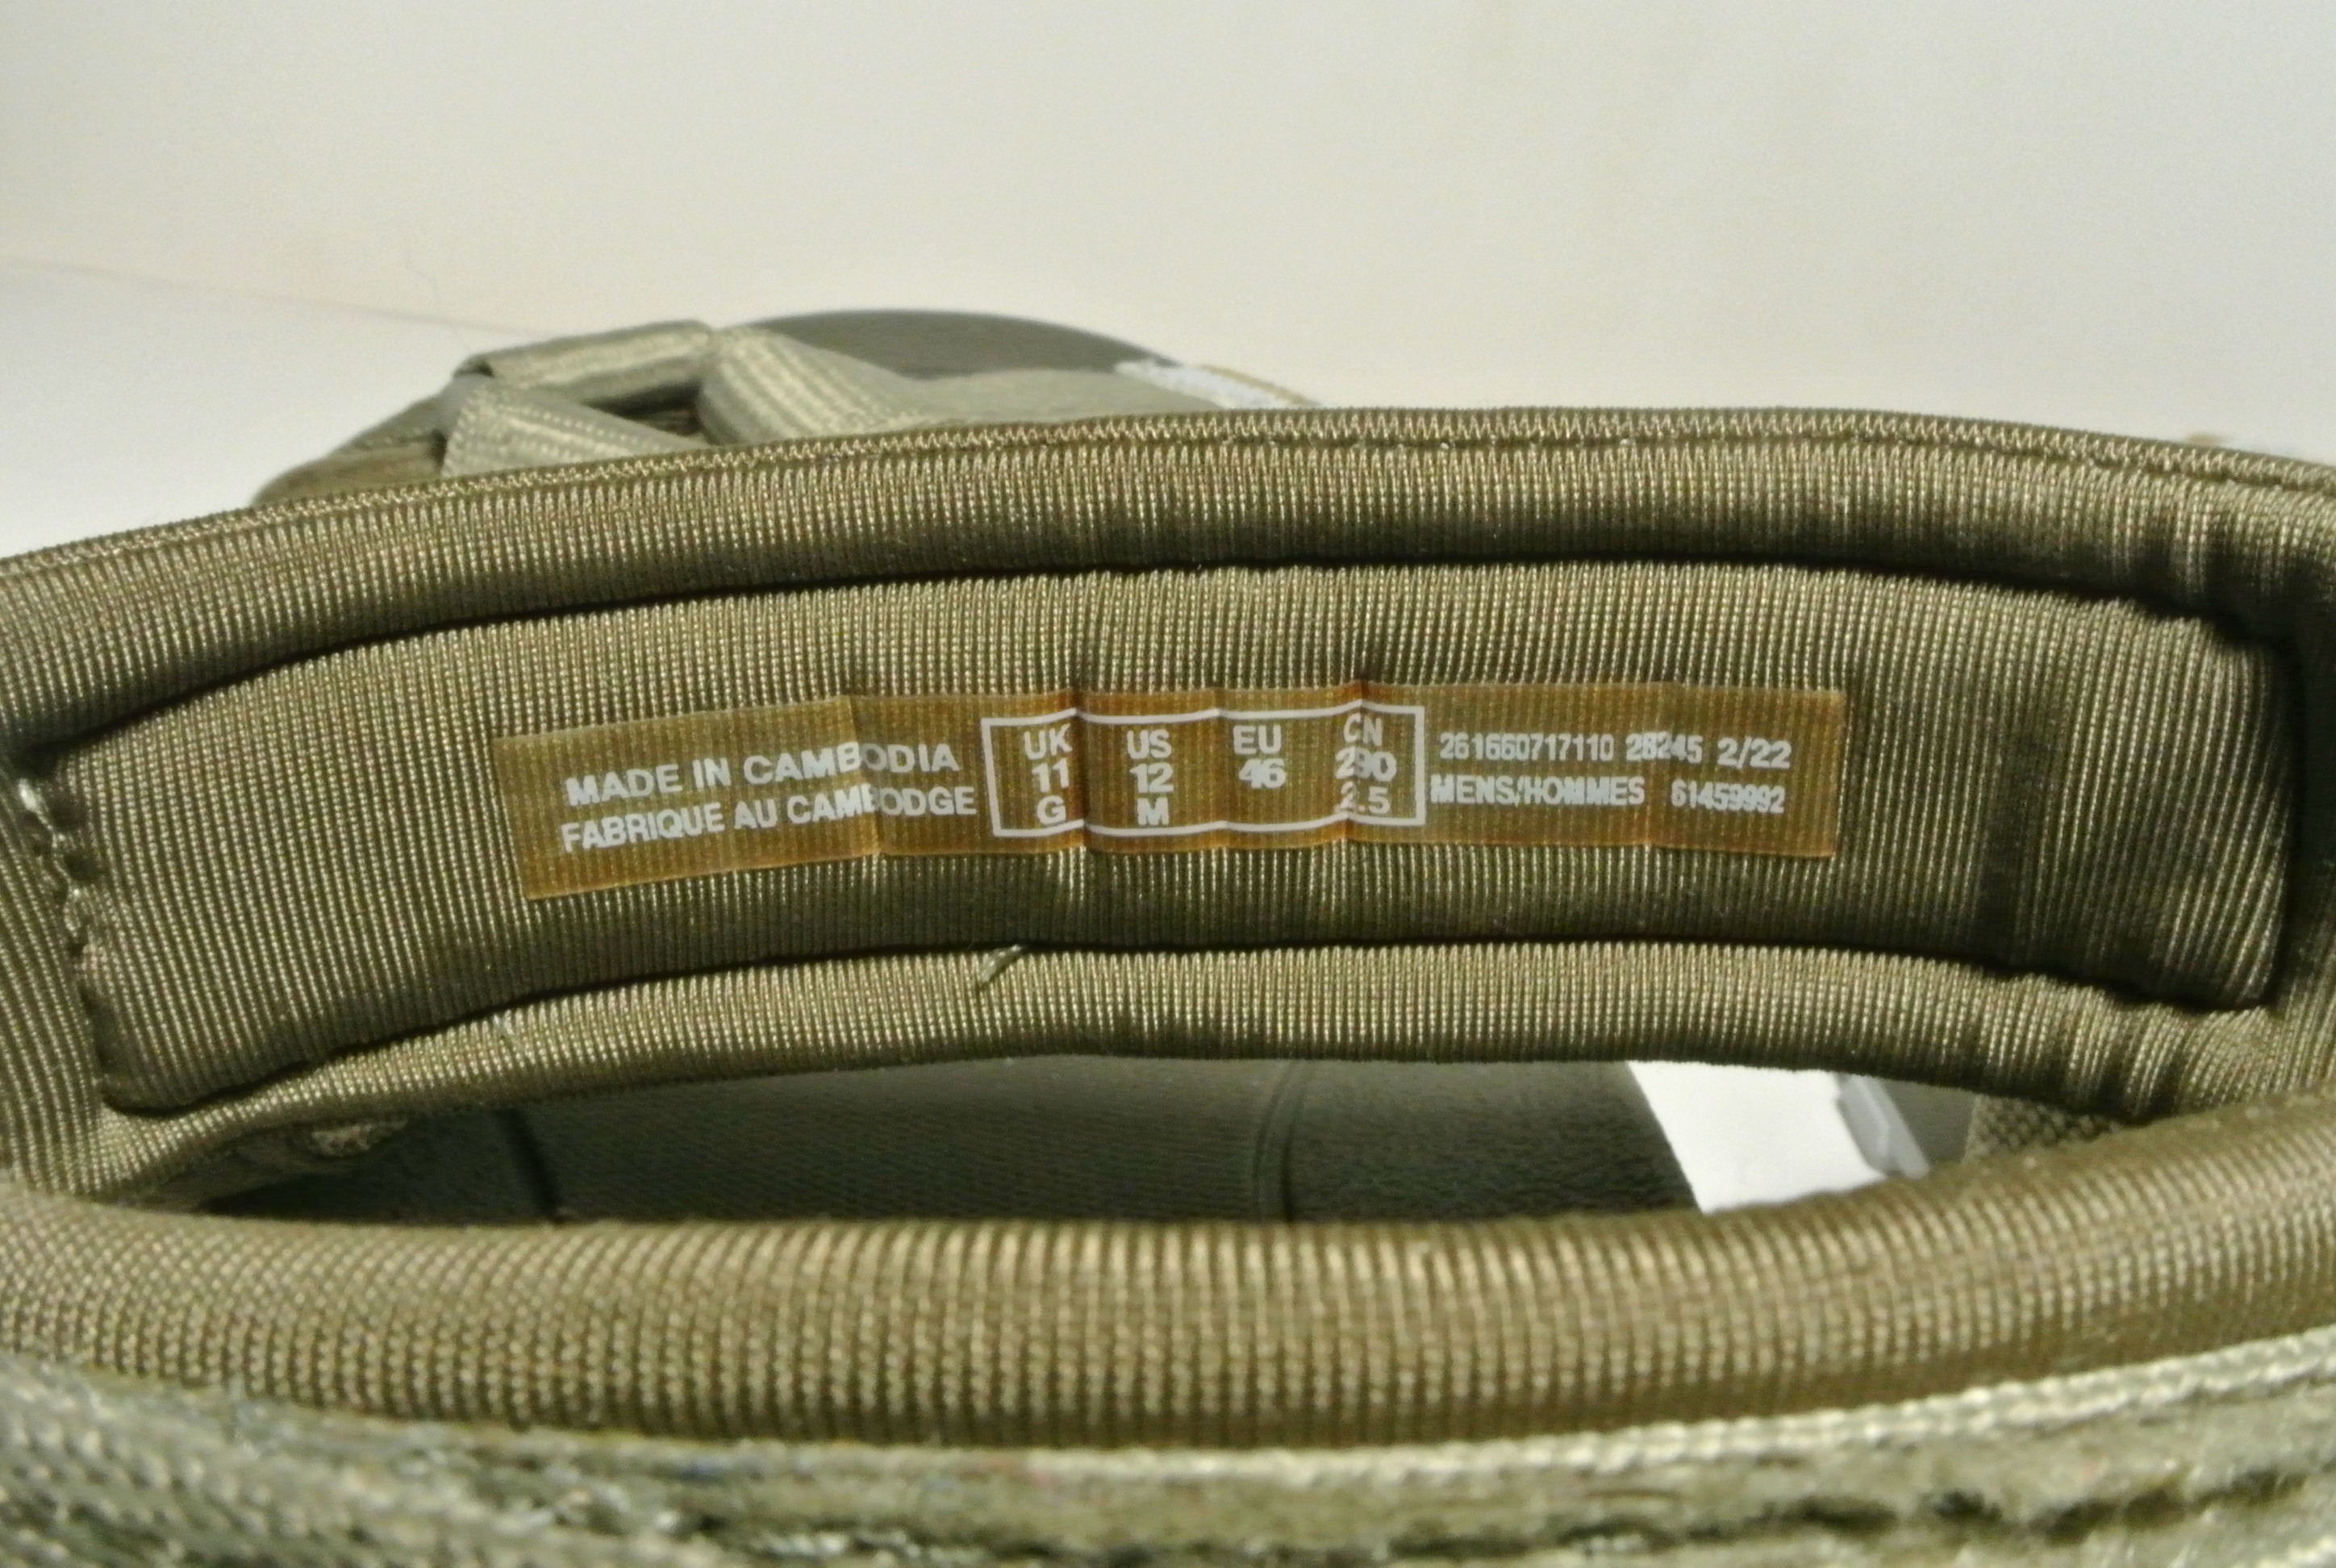 MADE IN CAMBODIA
FABRIQUE AU CAMBODGE
UK US EU CN
11 12 46 290
G M 2.5
261660717110 26245 2/22
MENS/HOMMES 61459992